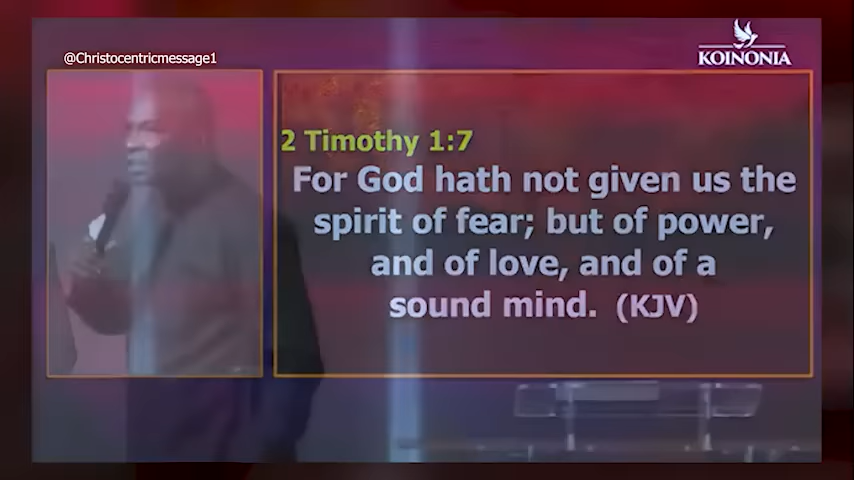 @Christocentricmessage1
KOINONIA
2 Timothy 1:7
For God hath not given us the
spirit of fear; but of power,
and of love, and of a
sound mind. (KJV)